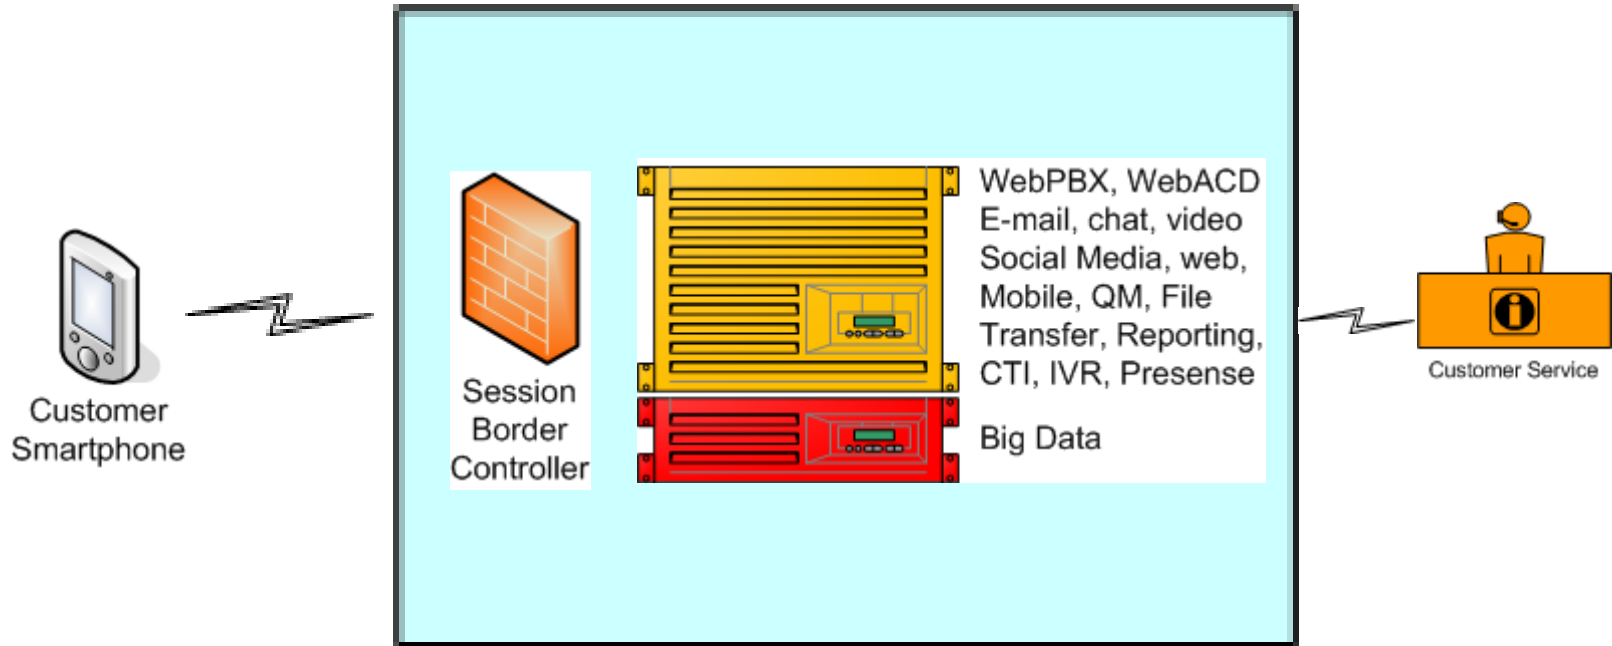 Customer
Smartphone
Session
Border
Controller
WebPBX, WebACD
E-mail, chat, video
Social Media, web,
Mobile, QM, File
Transfer, Reporting,
CTI, IVR, Presense
Big Data
Customer Service